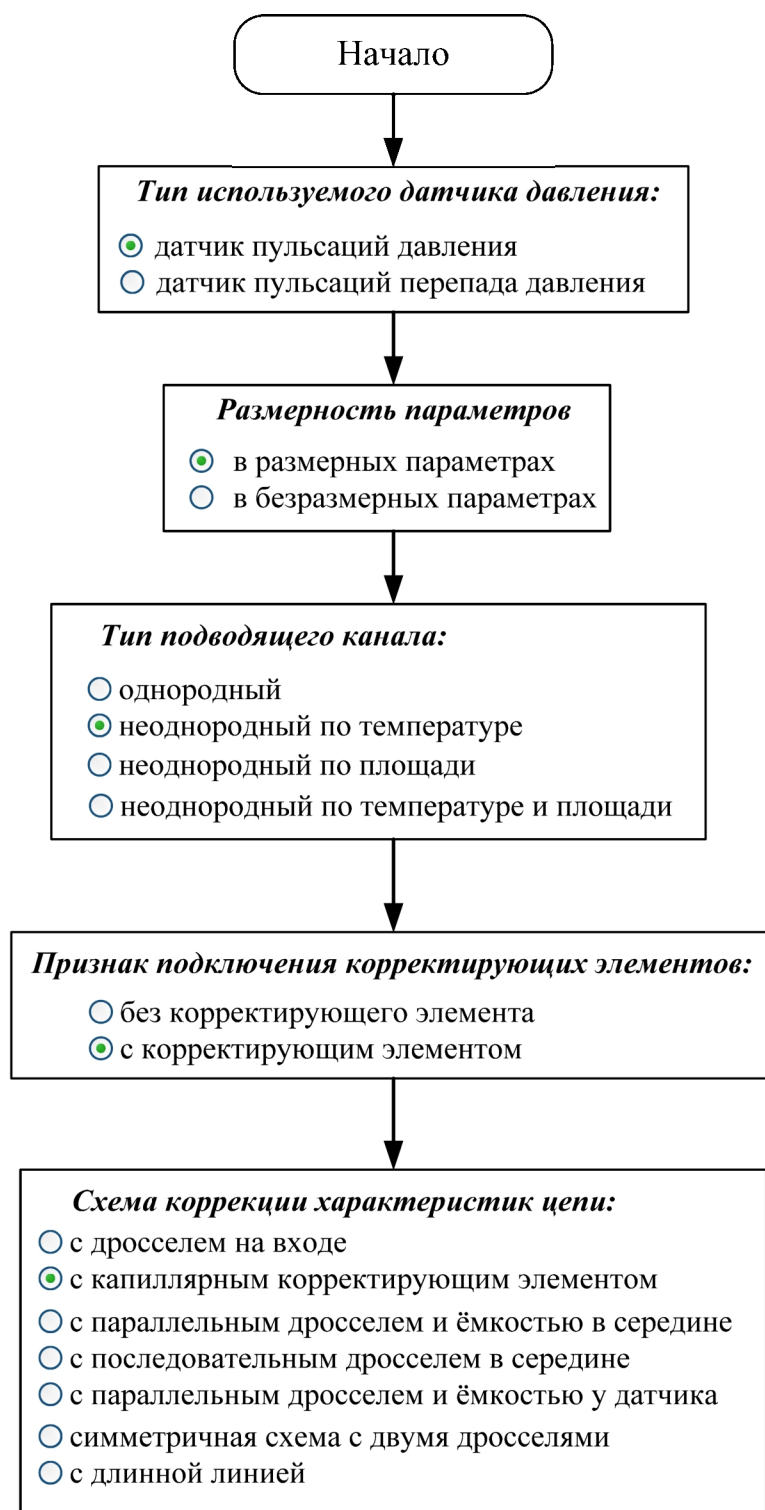 Начало
Тип используемого датчика давления:
датчик пульсаций давления
датчик пульсаций перепада давления
Размерность параметров
в размерных параметрах
в безразмерных параметрах
Тип подводящего канала:
однородный
неоднородный по температуре
неоднородный по площади
неоднородный по температуре и площади
Признак подключения корректирующих элементов:
без корректирующего элемента
с корректирующим элементом
Схема коррекции характеристик цепи:
с дросселем на входе
с капиллярным корректирующим элементом
с параллельным дросселем и ёмкостью в середине
с последовательным дросселем в середине
с параллельным дросселем и ёмкостью у датчика
симметричная схема с двумя дросселями
с длинной линией